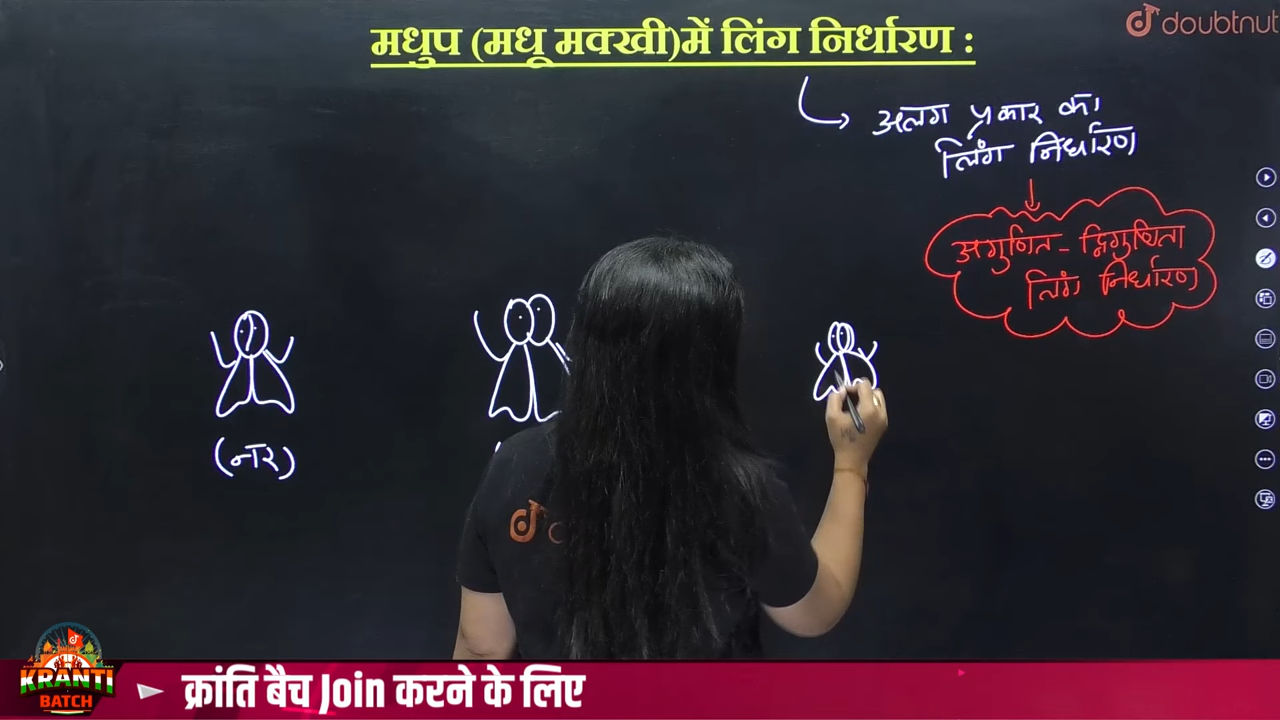 doubtnut
मधुप (मधू मक्खी)में लिंग निर्धारण :
अलग प्रकार का
लिंग निर्धारण
अगुणित - द्विगुणिता
लिंग निर्धारण
(नर)
KRANTI
BATCH
क्रांति बैच Join करने के लिए